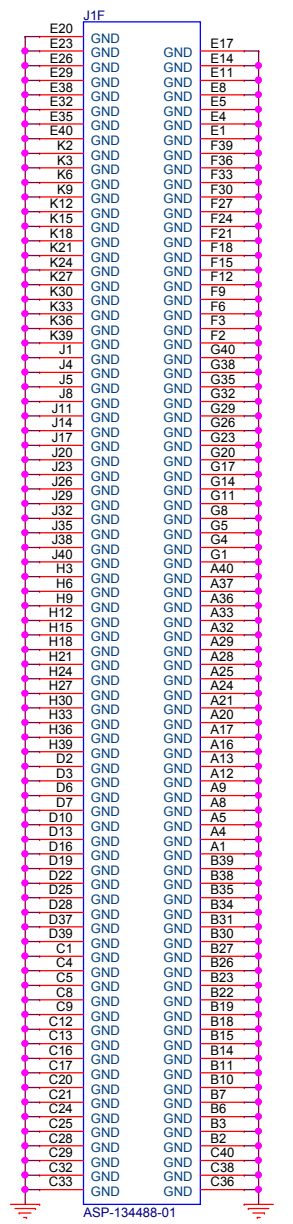 J1F
E20 GND
E23 GND GND E17
E26 GND GND E14
E29 GND GND E11
E38 GND GND E8
E32 GND GND E5
E35 GND GND E4
E40 GND GND E1
K2 GND GND F39
K3 GND GND F36
K6 GND GND F33
K9 GND GND F30
K12 GND GND F27
K15 GND GND F24
K18 GND GND F21
K21 GND GND F18
K24 GND GND F15
K27 GND GND F12
K30 GND GND F9
K33 GND GND F6
K36 GND GND F3
K39 GND GND F2
J1 GND GND G40
J4 GND GND G38
J5 GND GND G35
J8 GND GND G32
J11 GND GND G29
J14 GND GND G26
J17 GND GND G23
J20 GND GND G20
J23 GND GND G17
J26 GND GND G14
J29 GND GND G11
J32 GND GND G8
J35 GND GND G5
J38 GND GND G4
J40 GND GND G1
H3 GND GND A40
H6 GND GND A37
H9 GND GND A36
H12 GND GND A33
H15 GND GND A32
H18 GND GND A29
H21 GND GND A28
H24 GND GND A25
H27 GND GND A24
H30 GND GND A21
H33 GND GND A20
H36 GND GND A17
H39 GND GND A16
D2 GND GND A13
D3 GND GND A12
D6 GND GND A9
D7 GND GND A8
D10 GND GND A5
D13 GND GND A4
D16 GND GND A1
D19 GND GND B39
D22 GND GND B38
D25 GND GND B35
D28 GND GND B34
D37 GND GND B31
D39 GND GND B30
C1 GND GND B27
C4 GND GND B26
C5 GND GND B23
C8 GND GND B22
C9 GND GND B19
C12 GND GND B18
C13 GND GND B15
C16 GND GND B14
C17 GND GND B11
C20 GND GND B10
C21 GND GND B7
C24 GND GND B6
C25 GND GND B3
C28 GND GND B2
C29 GND GND C40
C32 GND GND C38
C33 GND GND C36
ASP-134488-01